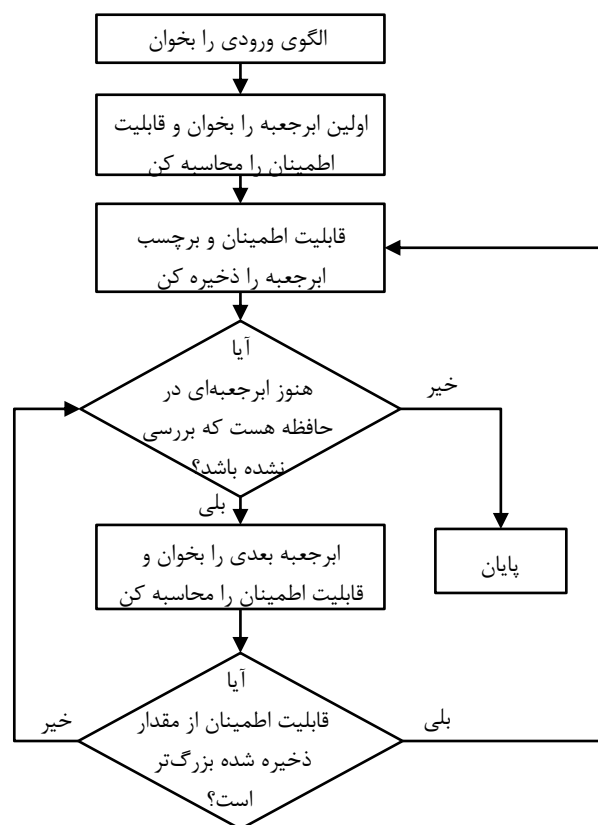 الگوی ورودی را بخوان
اولین ابرجعبه را بخوان و قابلیت
اطمینان را محاسبه کن
قابلیت اطمینان و برچسب
ابرجعبه را ذخیره کن
آیا
هنوز ابرجعبه‌ای در
حافظه هست که بررسی
نشده باشد؟
خیر
بلی
ابرجعبه بعدی را بخوان و
قابلیت اطمینان را محاسبه کن
پایان
آیا
قابلیت اطمینان از مقدار
ذخیره شده بزرگ‌تر
است؟
بلی
خیر